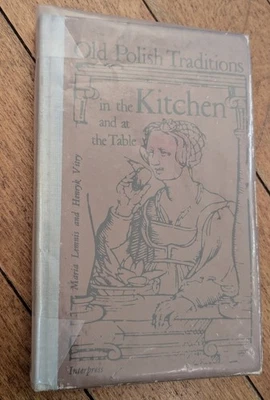 Old Polish Traditions
in the Kitchen
and at
the Table
Maria Lemnis and Henryk Vitry
Interpress